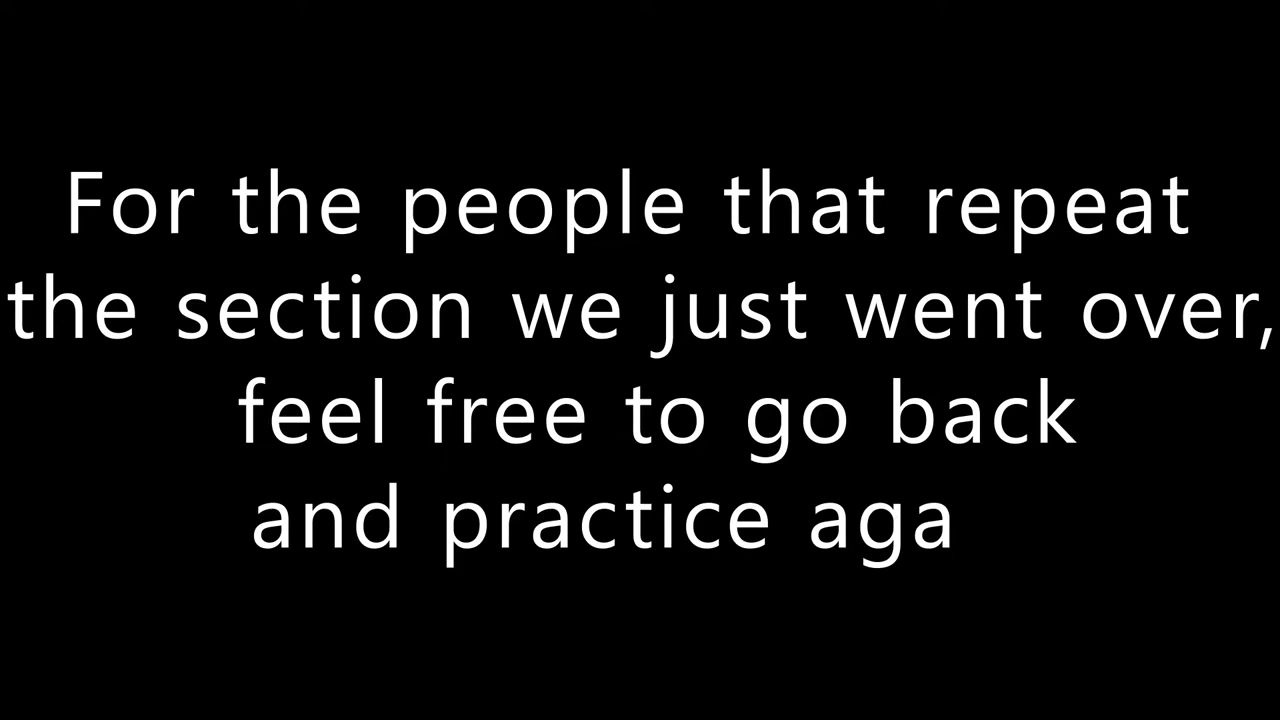 For the people that repeat
the section we just went over,
feel free to go back
and practice aga